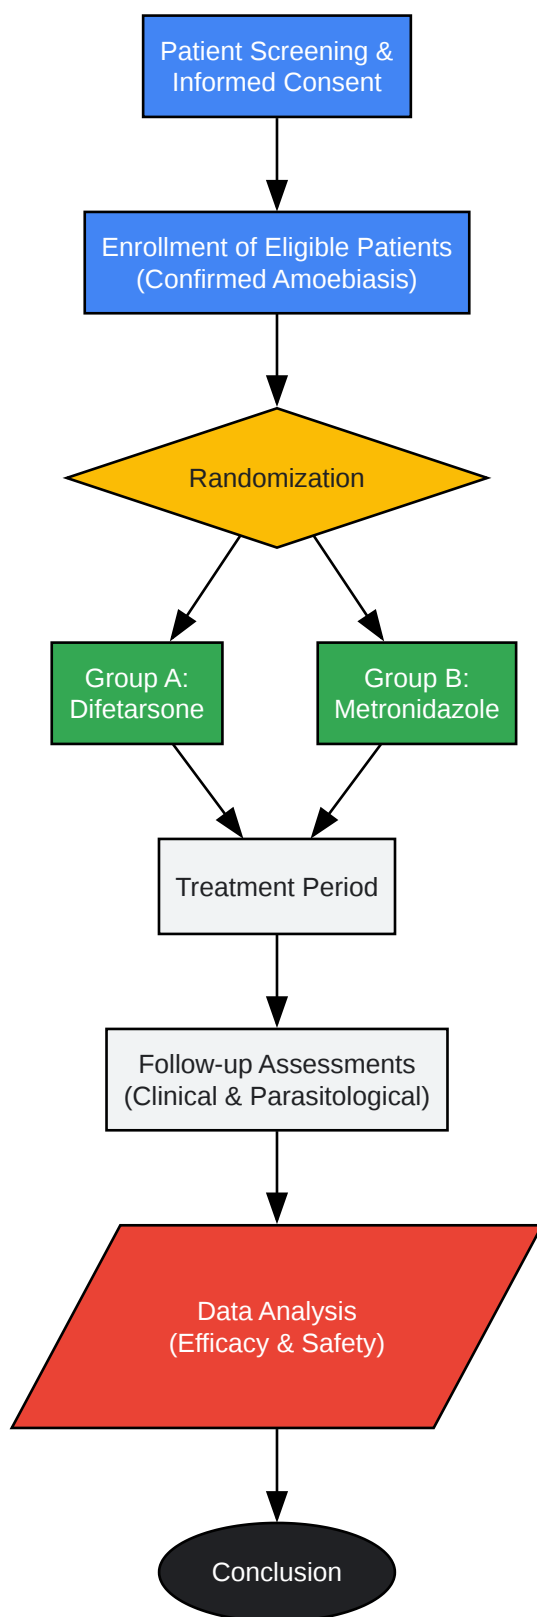 Patient Screening &
Informed Consent
Enrollment of Eligible Patients
(Confirmed Amoebiasis)
Randomization
Group A:
Difetarsone
Group B:
Metronidazole
Treatment Period
Follow-up Assessments
(Clinical & Parasitological)
Data Analysis
(Efficacy & Safety)
Conclusion